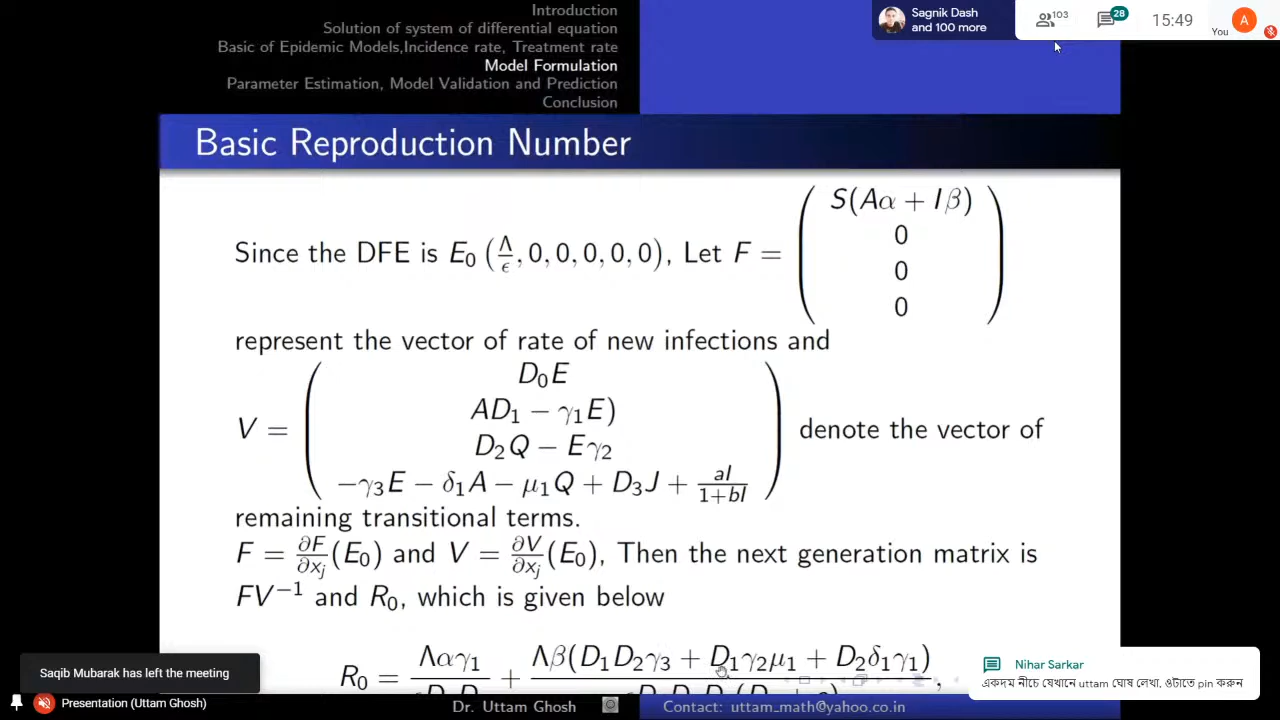 Introduction
Solution of system of differential equation
Basic of Epidemic Models,Incidence rate, Treatment rate
Model Formulation
Parameter Estimation, Model Validation and Prediction
Conclusion
Sagnik Dash
and 100 more
103
28
15:49
You
A
Basic Reproduction Number
Since the DFE is E₀ (Λ/ϵ, 0, 0, 0, 0, 0), Let F = ( S(Aα + Iβ)
0
0
0 )
represent the vector of rate of new infections and
V = ( D₀E
AD₁ − γ₁E)
D₂Q − Eγ₂
−γ₃E − δ₁A − μ₁Q + D₃J + aI/(1+bI) ) denote the vector of
remaining transitional terms.
F = ∂F/∂xⱼ (E₀) and V = ∂V/∂xⱼ (E₀), Then the next generation matrix is
FV⁻¹ and R₀, which is given below
R₀ = Λαγ₁ + Λβ(D₁D₂γ₃ + D₁γ₂μ₁ + D₂δ₁γ₁),
Saqib Mubarak has left the meeting
Nihar Sarkar
একদম নীচে যেখানে uttam ঘোষ লেখা, ওটাতে pin করুন
Presentation (Uttam Ghosh)
Dr. Uttam Ghosh
Contact: uttam_math@yahoo.co.in